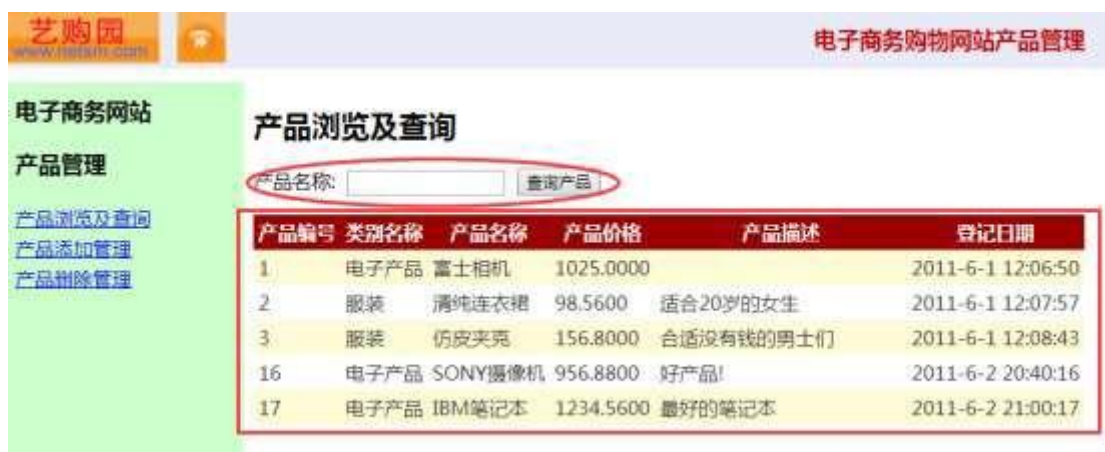 艺购园
电子商务购物网站产品管理
电子商务网站
产品管理
产品浏览及查询
产品添加管理
产品删除管理
产品浏览及查询
产品名称: 查询产品
产品编号 类别名称 产品名称 产品价格 产品描述 登记日期
1 电子产品 富士相机 1025.0000 2011-6-1 12:06:50
2 服装 清纯连衣裙 98.5600 适合20岁的女生 2011-6-1 12:07:57
3 服装 仿皮夹克 156.8000 合适没有钱的男士们 2011-6-1 12:08:43
16 电子产品 SONY摄像机 956.8800 好产品! 2011-6-2 20:40:16
17 电子产品 IBM笔记本 1234.5600 最好的笔记本 2011-6-2 21:00:17